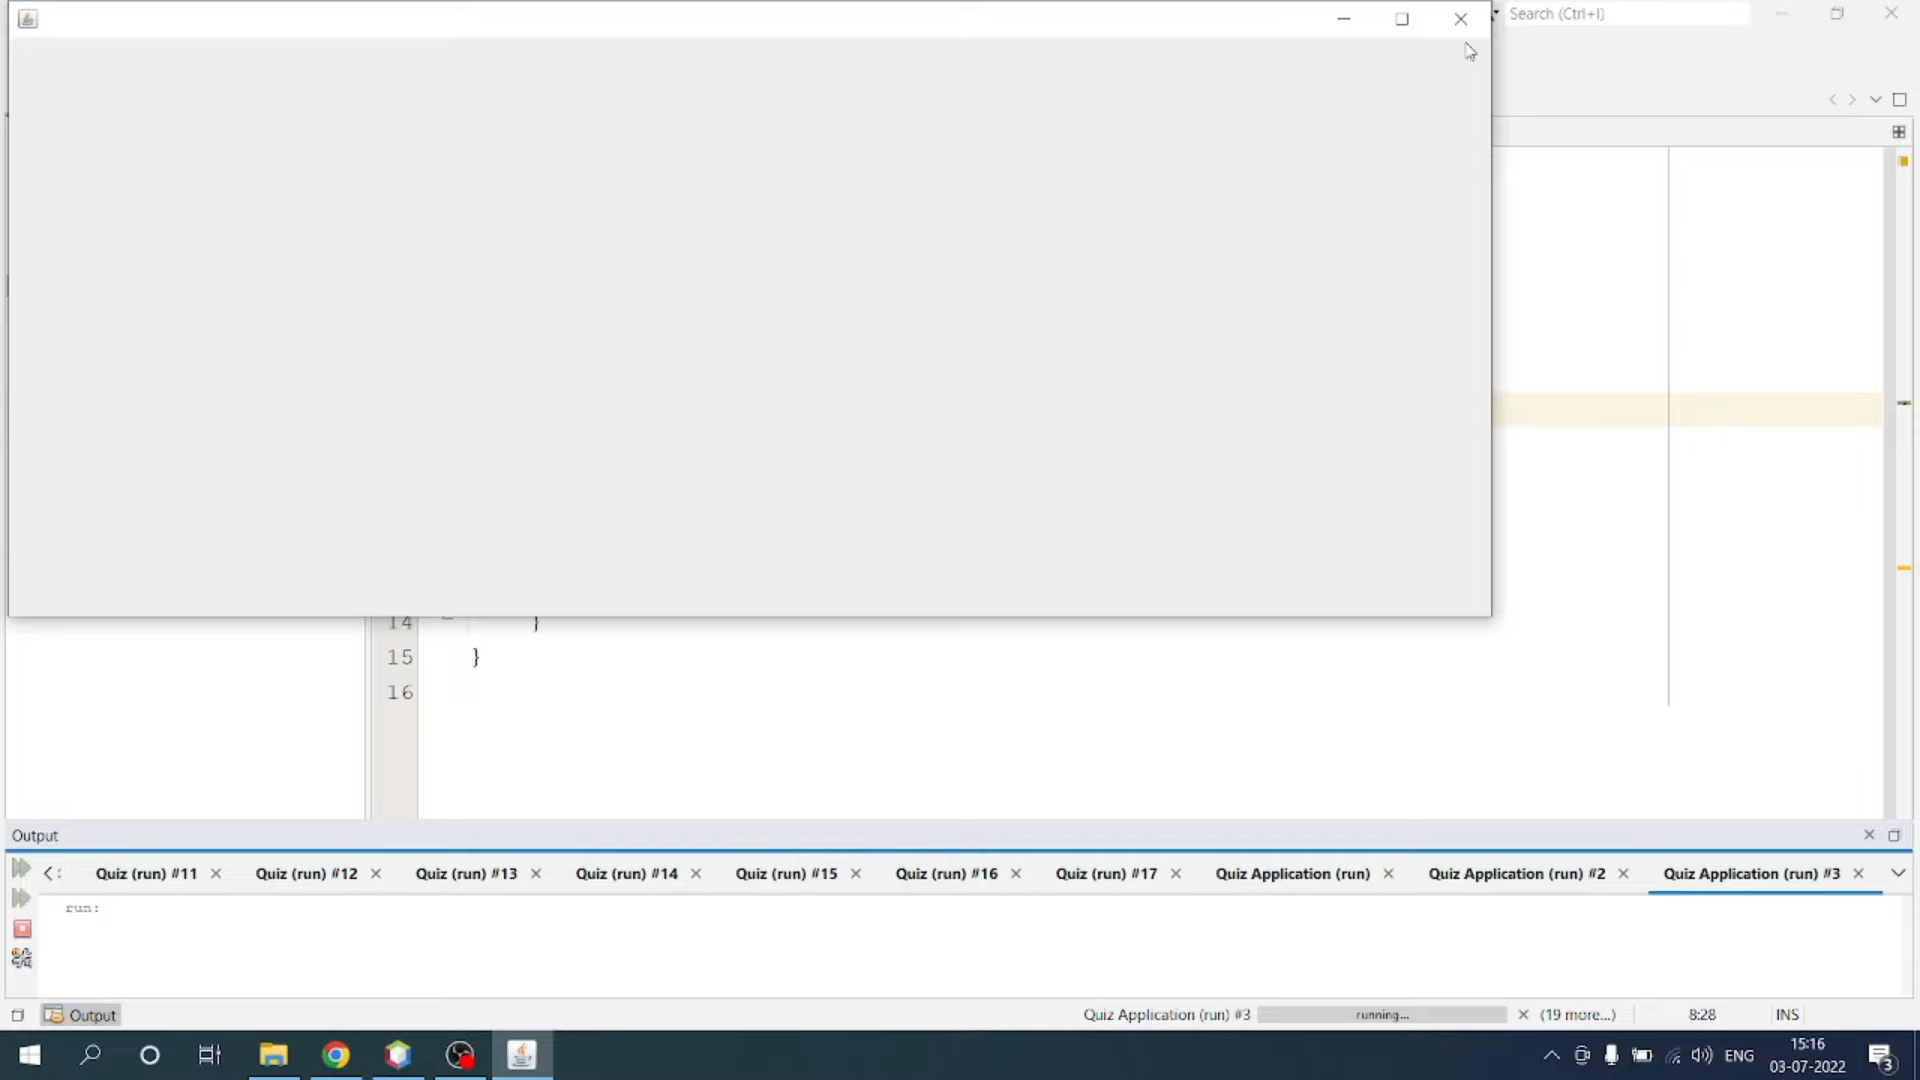 Search (Ctrl+I)
14 }
15 }
16
Output
Quiz (run) #11 Quiz (run) #12 Quiz (run) #13 Quiz (run) #14 Quiz (run) #15 Quiz (run) #16 Quiz (run) #17 Quiz Application (run) Quiz Application (run) #2 Quiz Application (run) #3
run:
Output Quiz Application (run) #3 running... (19 more...) 8:28 INS
ENG
15:16
03-07-2022
3